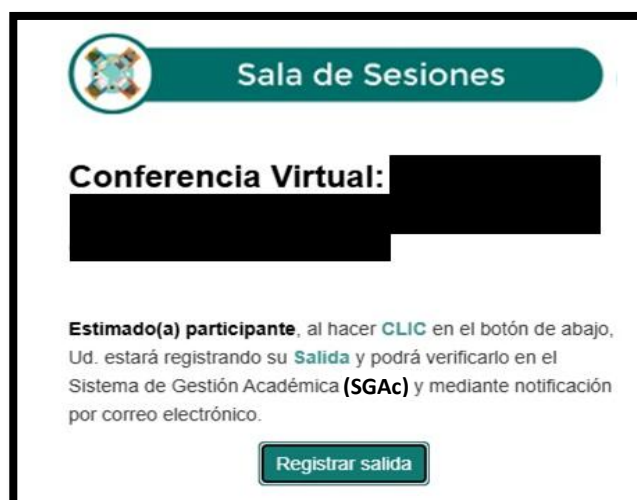 Sala de Sesiones
Conferencia Virtual:
Estimado(a) participante, al hacer CLIC en el botón de abajo,
Ud. estará registrando su Salida y podrá verificarlo en el
Sistema de Gestión Académica (SGAc) y mediante notificación
por correo electrónico.
Registrar salida